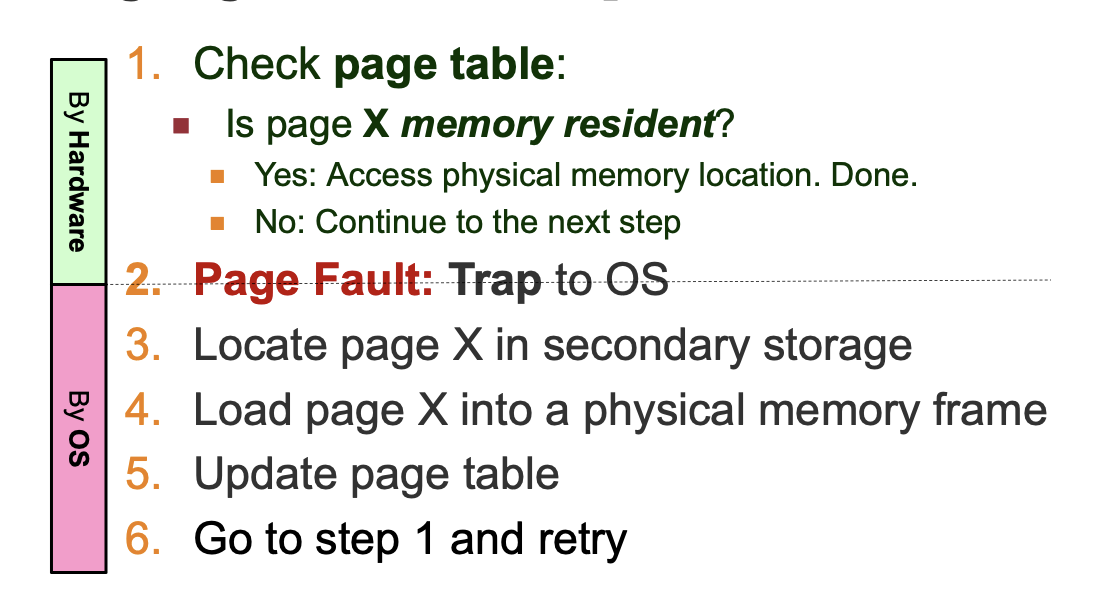 1. Check page table:
■ Is page X memory resident?
■ Yes: Access physical memory location. Done.
■ No: Continue to the next step
2. Page Fault: Trap to OS
3. Locate page X in secondary storage
4. Load page X into a physical memory frame
5. Update page table
6. Go to step 1 and retry
By Hardware
By OS